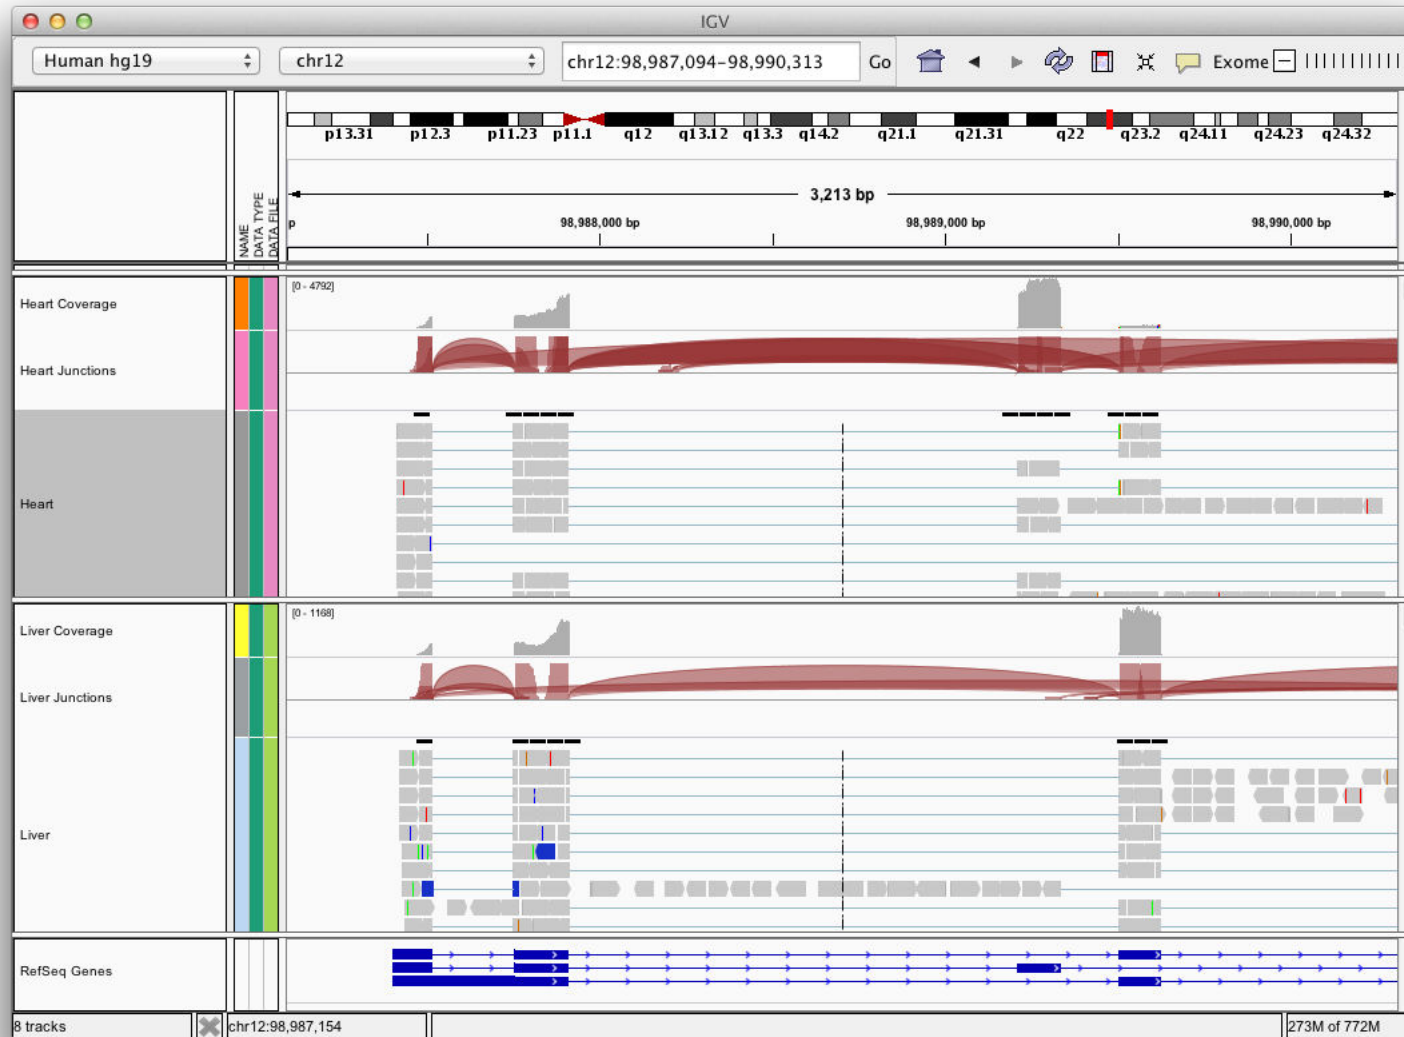 IGV
Human hg19 chr12 chr12:98,987,094-98,990,313 Go Exome
p13.31 p12.3 p11.23 p11.1 q12 q13.12 q13.3 q14.2 q21.1 q21.31 q22 q23.2 q24.11 q24.23 q24.32
3,213 bp
p 98,988,000 bp 98,989,000 bp 98,990,000 bp
NAME
DATA TYPE
DATA FILE
[0 - 4792]
Heart Coverage
Heart Junctions
Heart
[0 - 1168]
Liver Coverage
Liver Junctions
Liver
RefSeq Genes
8 tracks chr12:98,987,154 273M of 772M